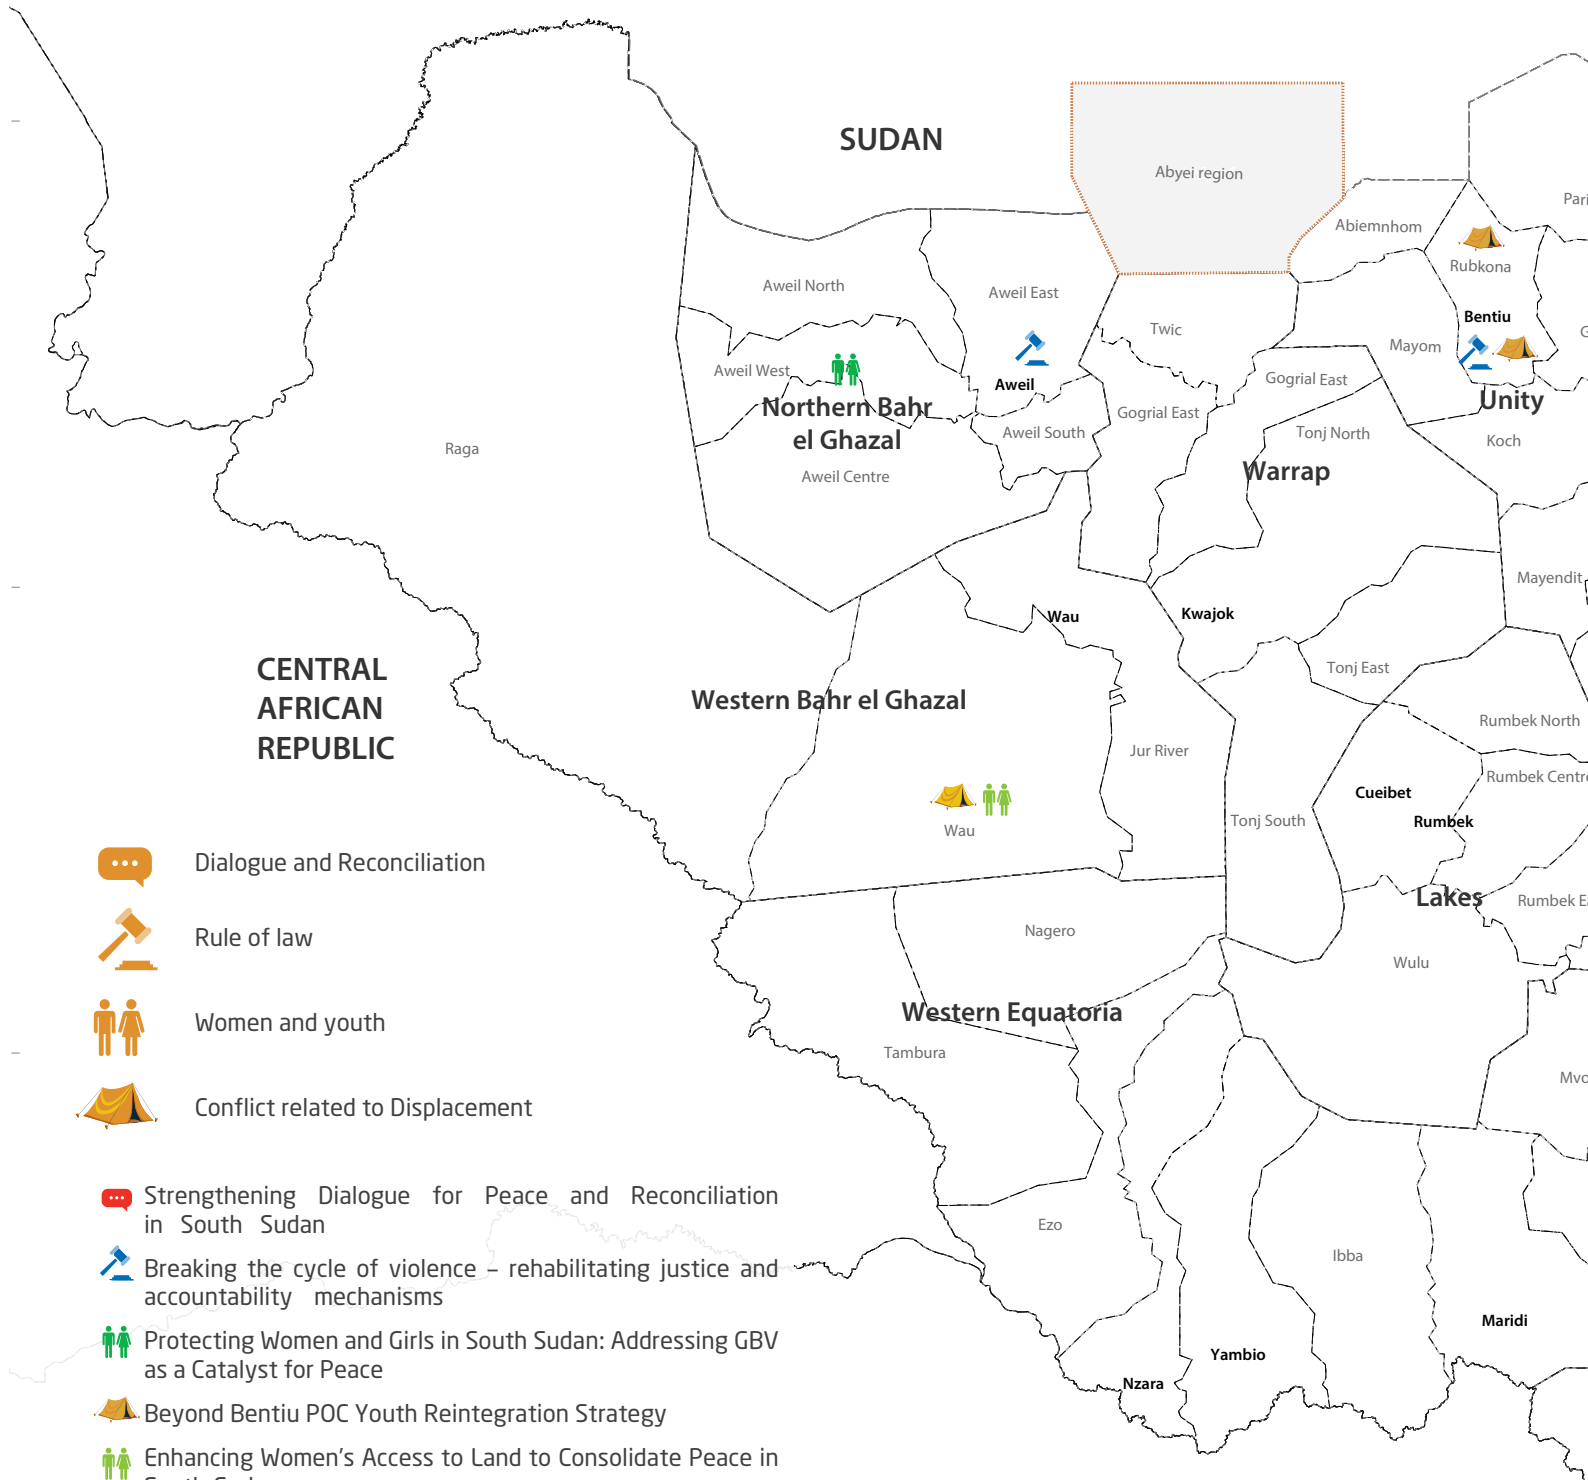 SUDAN
Abyei region
Pari
Abiemnhom
Rubkona
Aweil North
Aweil East
Bentiu
Twic
Mayom
G
Aweil West
Aweil
Gogrial East
Unity
Northern Bahr
el Ghazal
Gogrial East
Aweil South
Tonj North
Koch
Raga
Warrap
Aweil Centre
Mayendit
Wau
Kwajok
CENTRAL
AFRICAN
REPUBLIC
Tonj East
Western Bahr el Ghazal
Rumbek North
Jur River
Rumbek Centre
Cueibet
Wau
Tonj South
Rumbek
Lakes
Rumbek Ea
Nagero
Wulu
Western Equatoria
Tambura
Mvo
Ezo
Ibba
Maridi
Yambio
Nzara
Dialogue and Reconciliation
Rule of law
Women and youth
Conflict related to Displacement
Strengthening Dialogue for Peace and Reconciliation
in South Sudan
Breaking the cycle of violence – rehabilitating justice and
accountability mechanisms
Protecting Women and Girls in South Sudan: Addressing GBV
as a Catalyst for Peace
Beyond Bentiu POC Youth Reintegration Strategy
Enhancing Women's Access to Land to Consolidate Peace in
South Sudan